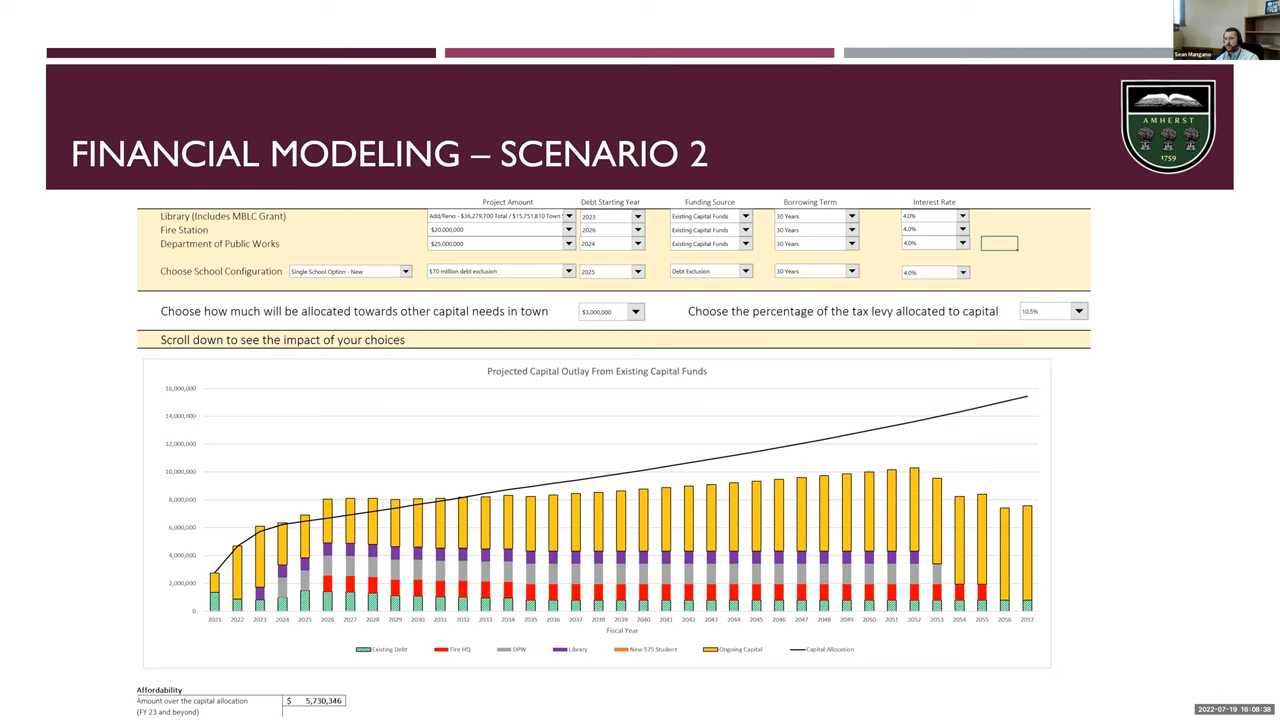 Sean Mangano
AMHERST
1759
FINANCIAL MODELING – SCENARIO 2
Project Amount Debt Starting Year Funding Source Borrowing Term Interest Rate
Library (Includes MBLC Grant) Add/Reno - $36,279,700 Total / $15,751,810 Town 2023 Existing Capital Funds 30 Years 4.0%
Fire Station $20,000,000 2026 Existing Capital Funds 30 Years 4.0%
Department of Public Works $25,000,000 2024 Existing Capital Funds 30 Years 4.0%
Choose School Configuration Single School Option - New $70 million debt exclusion 2025 Debt Exclusion 30 Years 4.0%
Choose how much will be allocated towards other capital needs in town $3,000,000 Choose the percentage of the tax levy allocated to capital 10.5%
Scroll down to see the impact of your choices
Projected Capital Outlay From Existing Capital Funds
16,000,000
14,000,000
12,000,000
10,000,000
8,000,000
6,000,000
4,000,000
2,000,000
0
2021 2022 2023 2024 2025 2026 2027 2028 2029 2030 2031 2032 2033 2034 2035 2036 2037 2038 2039 2040 2041 2042 2043 2044 2045 2046 2047 2048 2049 2050 2051 2052 2053 2054 2055 2056 2057
Fiscal Year
Existing Debt Fire HQ DPW Library New 575 Student Ongoing Capital Capital Allocation
Affordability
Amount over the capital allocation $ 5,730,346
(FY 23 and beyond)
2022-07-19 16:08:38